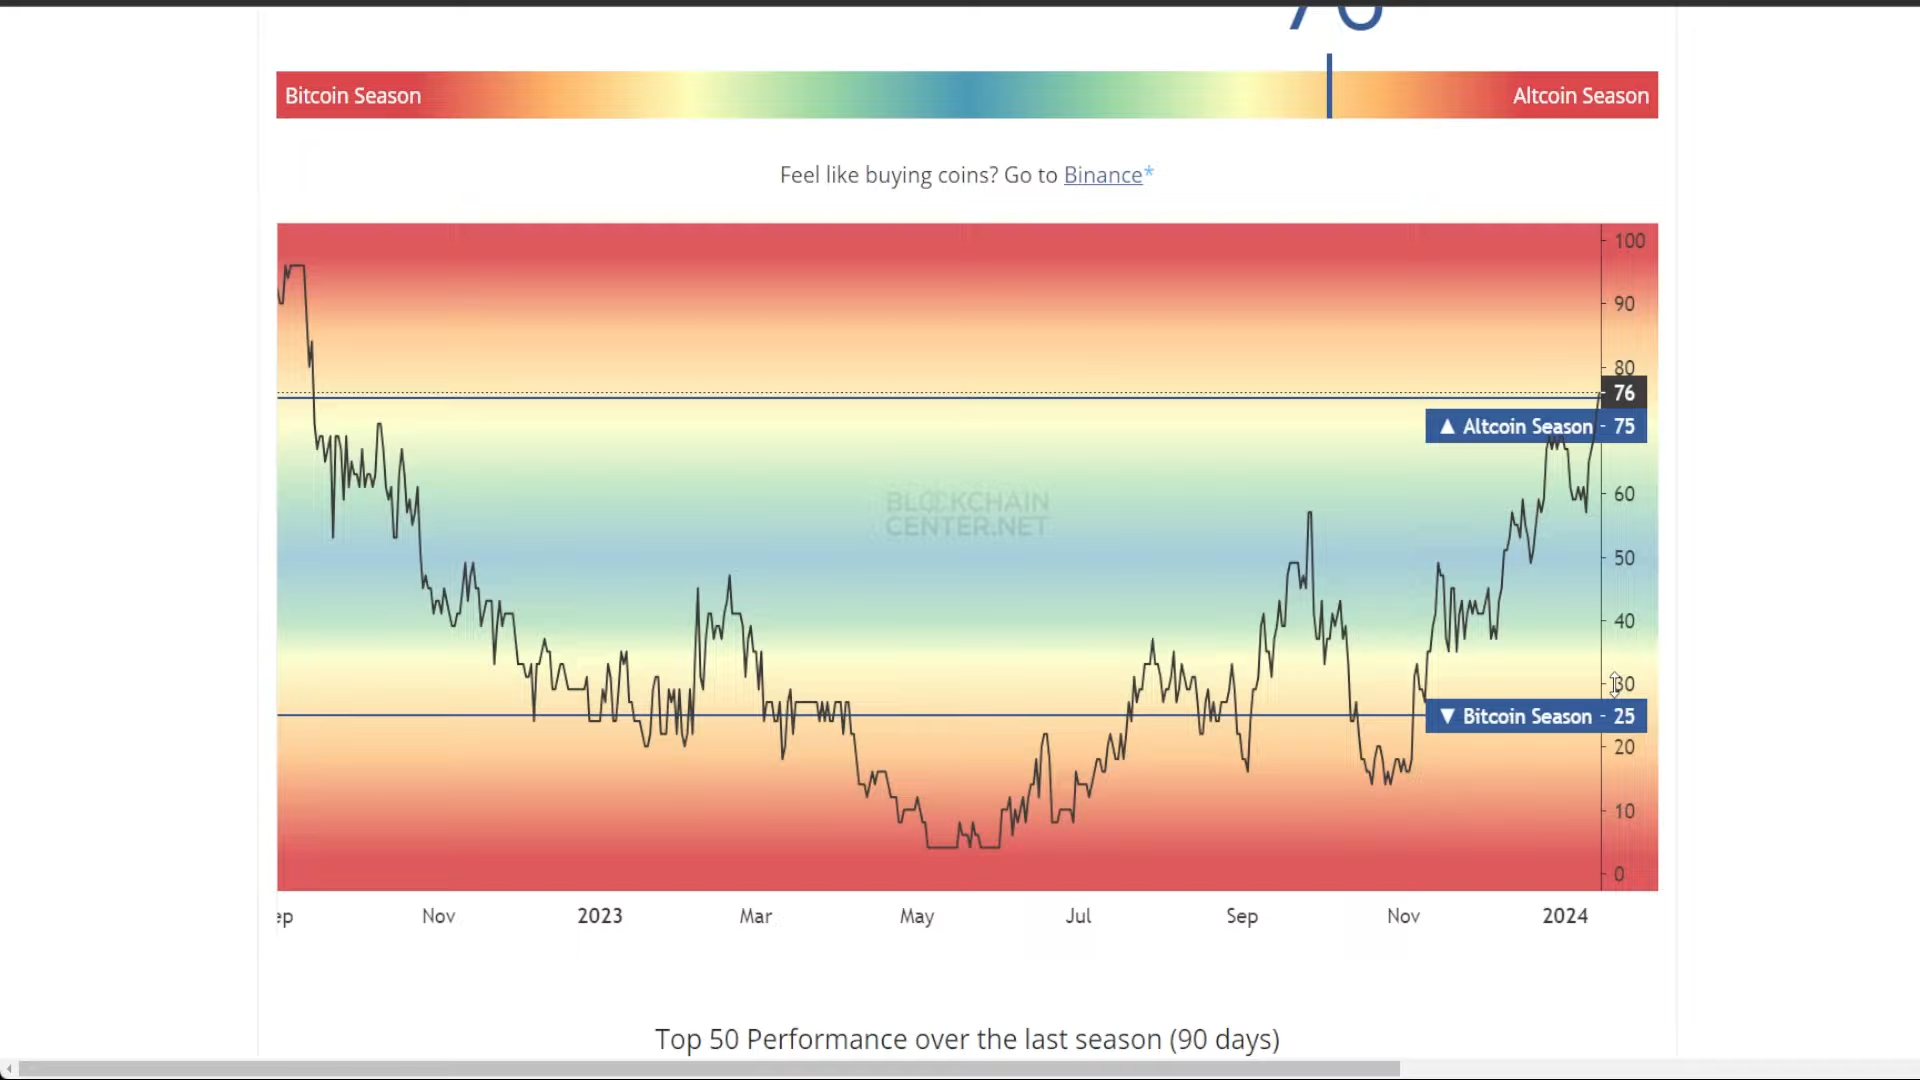 76
Bitcoin Season
Altcoin Season
Feel like buying coins? Go to Binance*
100
90
80
76
▲ Altcoin Season - 75
60
BLOCKCHAIN
CENTER.NET
50
40
30
▼ Bitcoin Season - 25
20
10
0
ep Nov 2023 Mar May Jul Sep Nov 2024
Top 50 Performance over the last season (90 days)